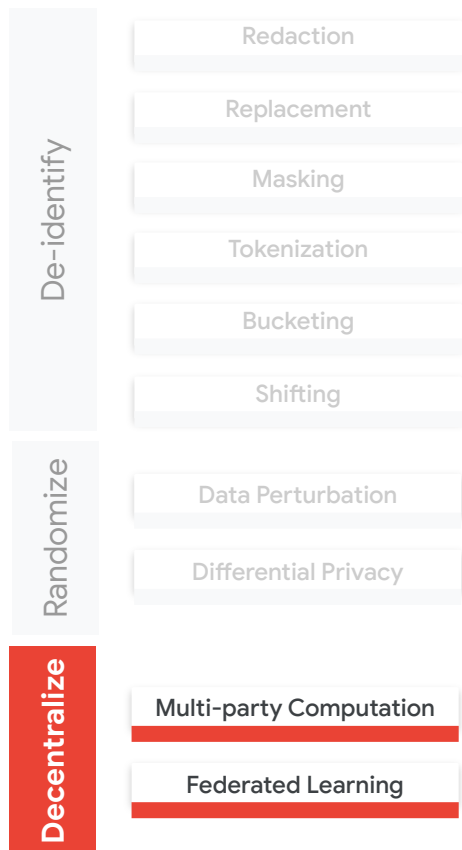 De-identify
Redaction
Replacement
Masking
Tokenization
Bucketing
Shifting
Randomize
Data Perturbation
Differential Privacy
Decentralize
Multi-party Computation
Federated Learning